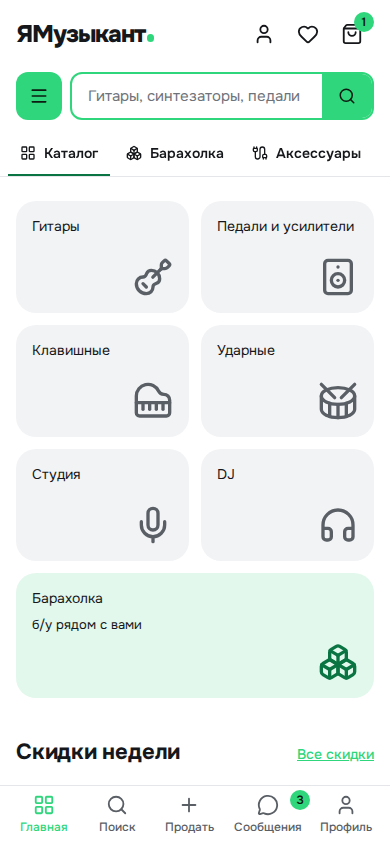 ЯМузыкант.
1
Гитары, синтезаторы, педали
Каталог
Барахолка
Аксессуары
Гитары
Педали и усилители
Клавишные
Ударные
Студия
DJ
Барахолка
б/у рядом с вами
Скидки недели
Все скидки
3
Главная
Поиск
Продать
Сообщения
Профиль